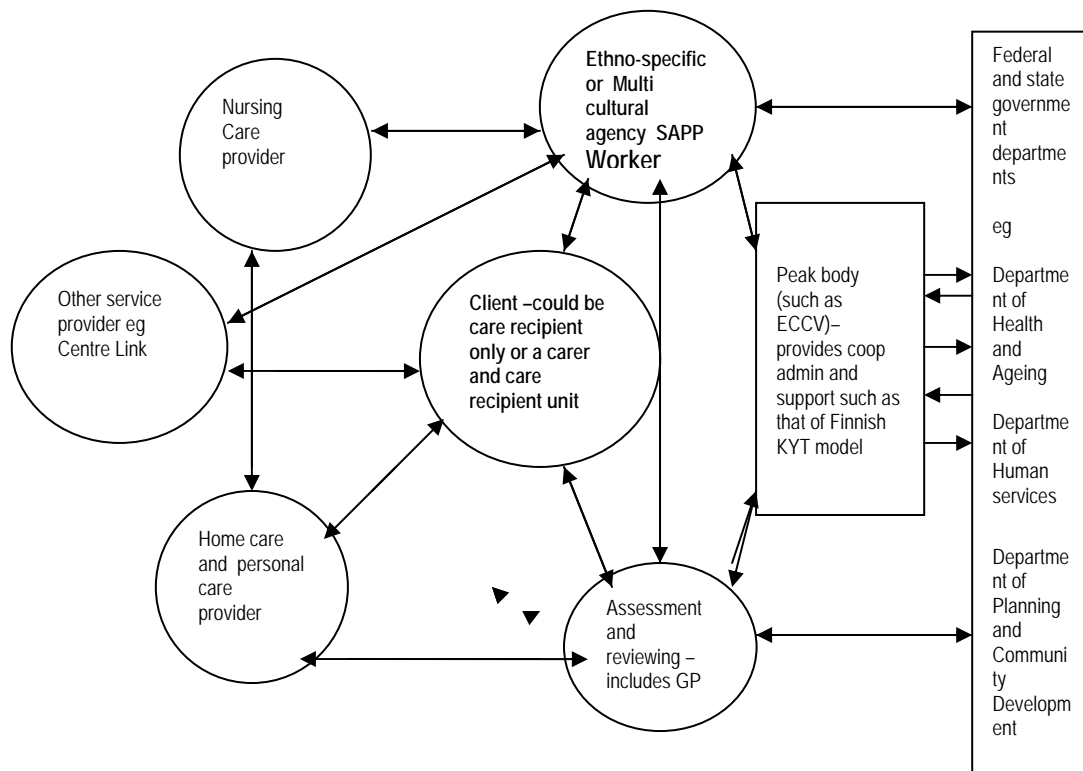 Ethno-specific
or Multi
cultural
agency SAPP
Worker
Nursing
Care
provider
Other service
provider eg
Centre Link
Client –could be
care recipient
only or a carer
and care
recipient unit
Home care
and personal
care
provider
Assessment
and
reviewing –
includes GP
Peak body
(such as
ECCV)–
provides coop
admin and
support such as
that of Finnish
KYT model
Federal
and state
governme
nt
departme
nts
eg
Departme
nt of
Health
and
Ageing
Departme
nt of
Human
services
Departme
nt of
Planning
and
Communi
ty
Developm
ent